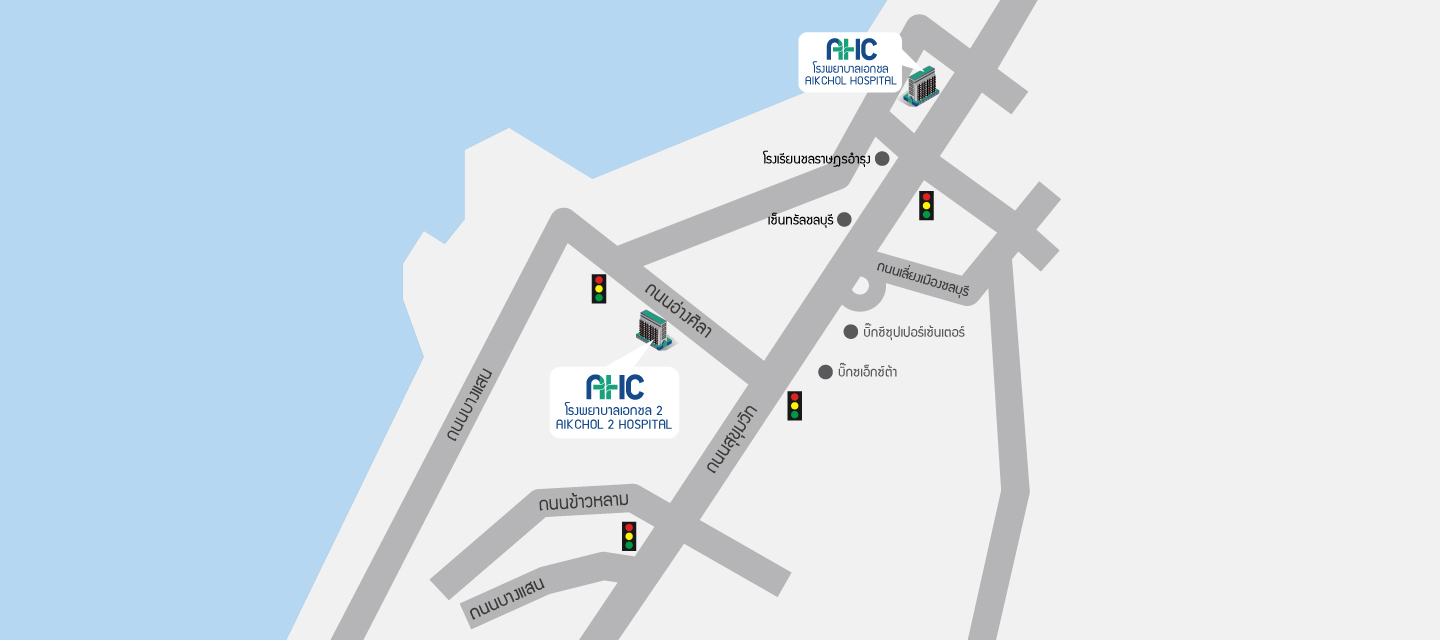 AHC
โรงพยาบาลเอกชล
AIKCHOL HOSPITAL
โรงเรียนชลราษฎรอำรุง
เซ็นทรัลชลบุรี
ถนนเลี่ยงเมืองชลบุรี
ถนนอ่างศิลา
บิ๊กซีซุปเปอร์เซ้นเตอร์
บิ๊กซเอ็กซ์ต้า
AHC
โรงพยาบาลเอกชล 2
AIKCHOL 2 HOSPITAL
ถนนบางแสน
ถนนสุขุมวิท
ถนนข้าวหลาม
ถนนบางแสน